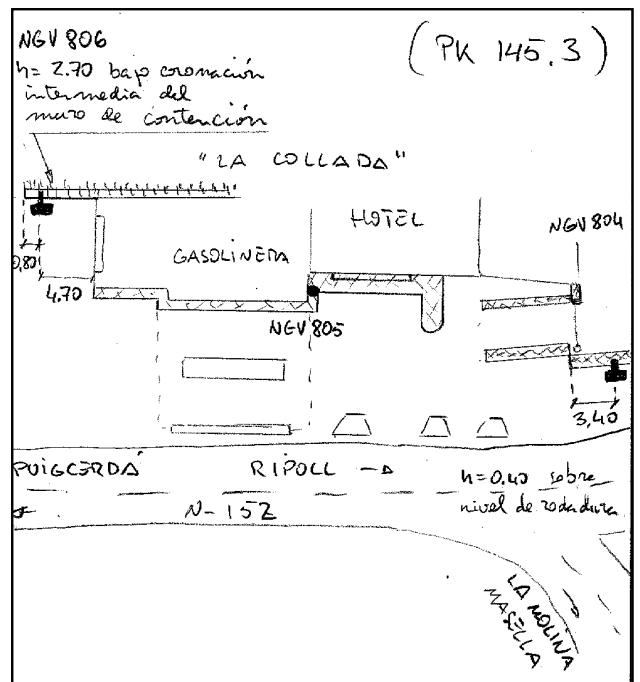 NGV 806
(PK 145.3)
h= 2.70 bajo coronación
intermedia del
muro de contención
"LA COLLADA"
HOTEL
NGV 804
GASOLINERA
0,80
4.70
NGV 805
3,40
PUIGCERDÁ
RIPOLL
h=0.40 sobre
nivel de rodadura
N-152
LA MOLINA
MASELLA